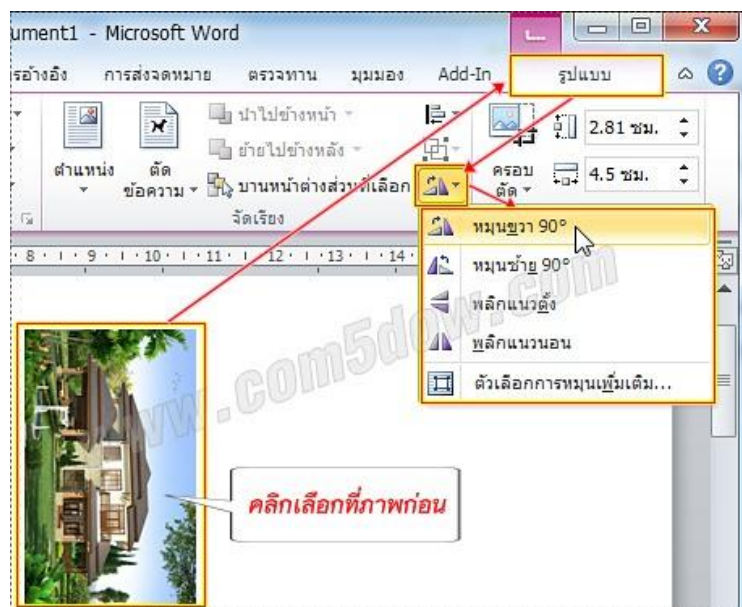 ument1 - Microsoft Word
รอ้างอิง การส่งจดหมาย ตรวจทาน มุมมอง Add-In รูปแบบ
ตำแหน่ง
ตัด
ข้อความ
นำไปข้างหน้า
ย้ายไปข้างหลัง
บานหน้าต่างส่วนที่เลือก
จัดเรียง
ครอบ
ตัด
2.81 ซม.
4.5 ซม.
หมุนขวา 90°
หมุนซ้าย 90°
พลิกแนวตั้ง
พลิกแนวนอน
ตัวเลือกการหมุนเพิ่มเติม...
8 9 10 11 12 13 14
www.com5dow.com
คลิกเลือกที่ภาพก่อน